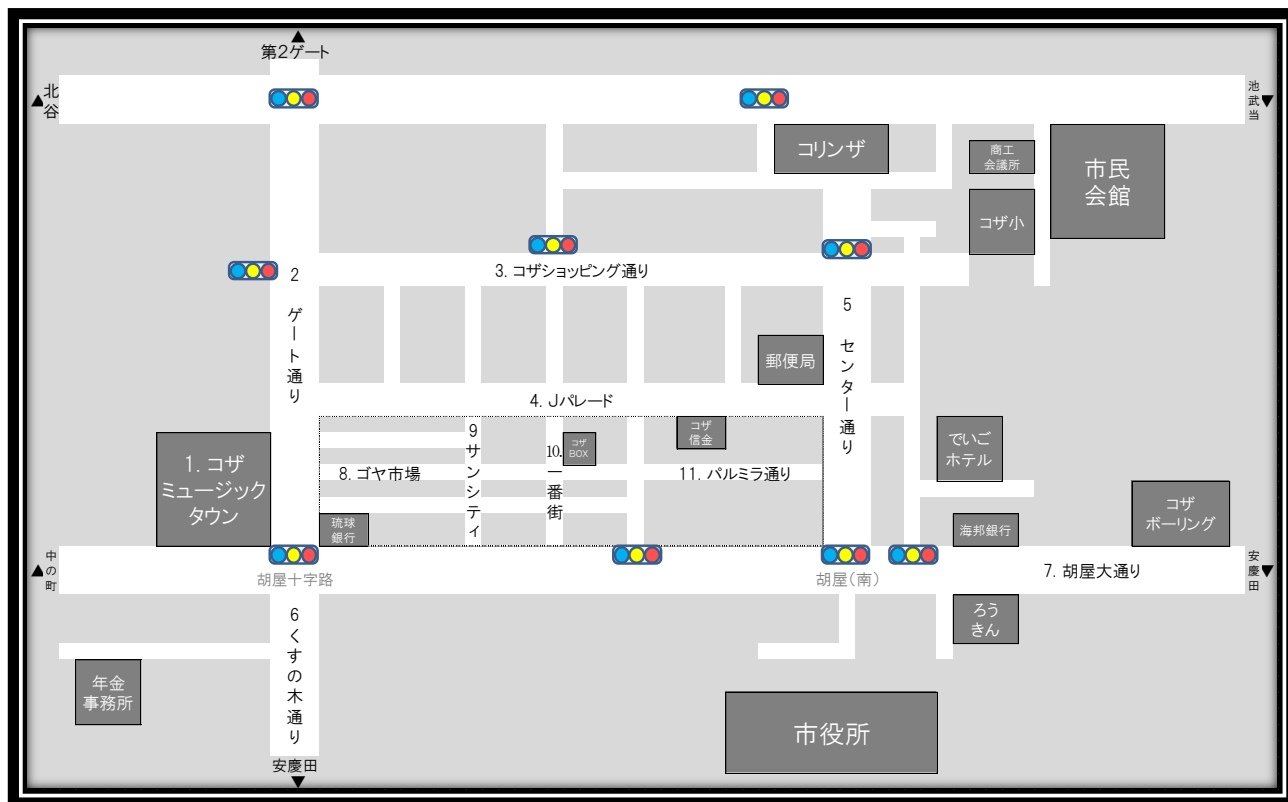 ▲
第2ゲート
▲北谷
池武当▼
コリンザ
商工
会議所
市民
会館
コザ小
3. コザショッピング通り
2 ゲート通り
5 センター通り
郵便局
4. Jパレード
1. コザ
ミュージック
タウン
8. ゴヤ市場
9サンシティ
10.一番街
コザ
BOX
コザ
信金
11. パルミラ通り
でいご
ホテル
琉球
銀行
海邦銀行
コザ
ボーリング
▲中の町
胡屋十字路
胡屋(南)
7. 胡屋大通り
安慶田▼
6くすの木通り
ろう
きん
年金
事務所
市役所
安慶田
▼